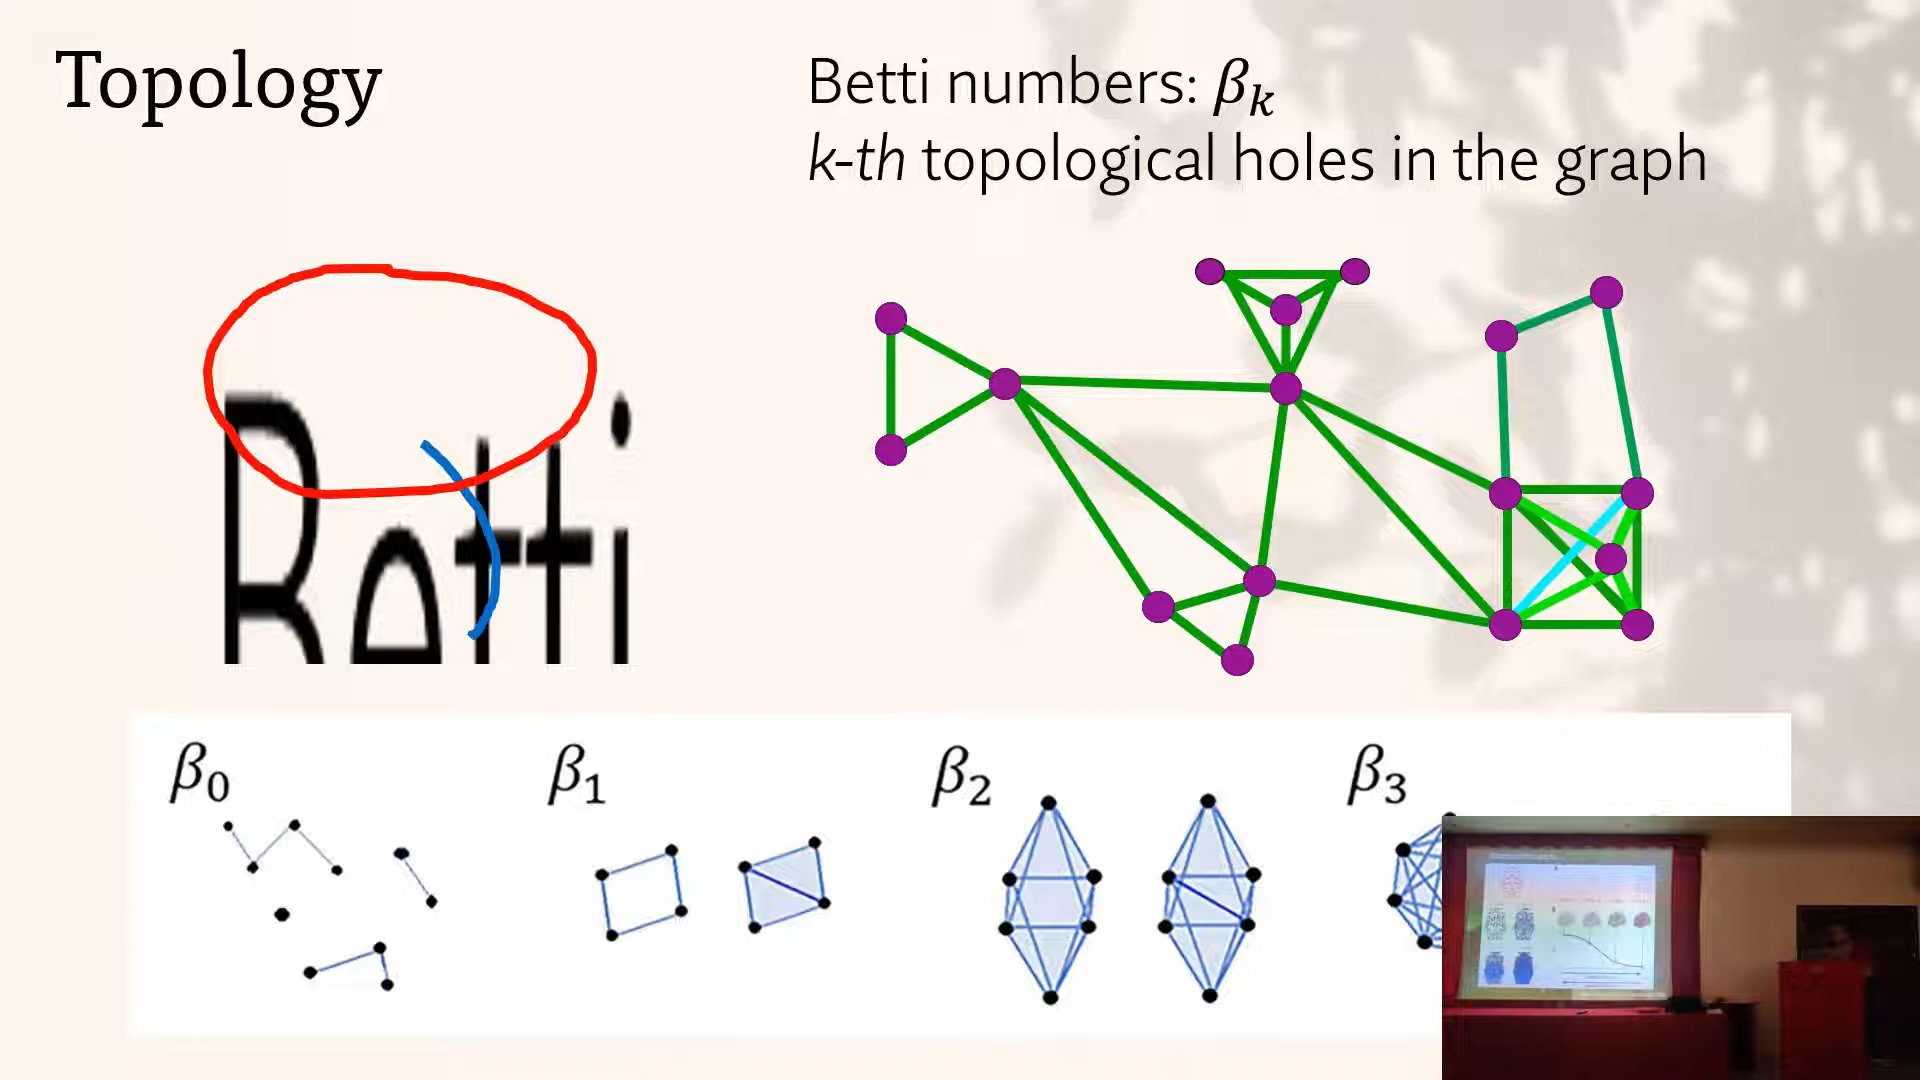 Topology
Betti numbers: βₖ
k-th topological holes in the graph
Betti
β₀
β₁
β₂
β₃